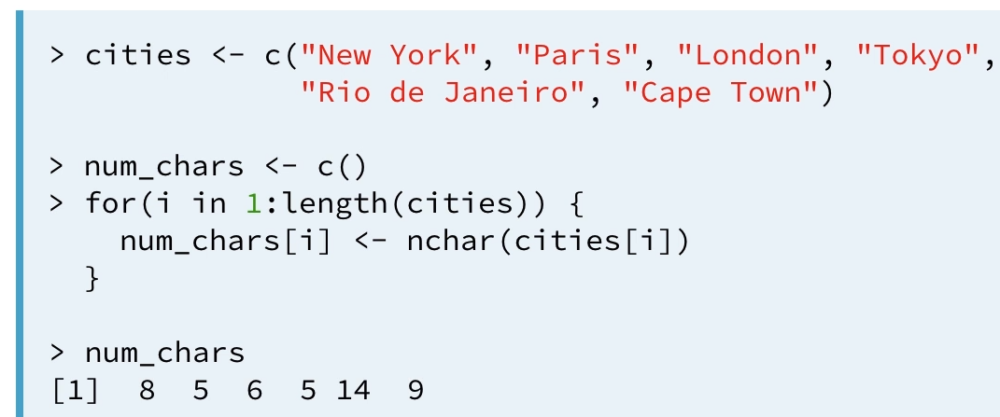 > cities <- c("New York", "Paris", "London", "Tokyo",
"Rio de Janeiro", "Cape Town")
> num_chars <- c()
> for(i in 1:length(cities)) {
num_chars[i] <- nchar(cities[i])
}
> num_chars
[1]  8  5  6  5 14  9